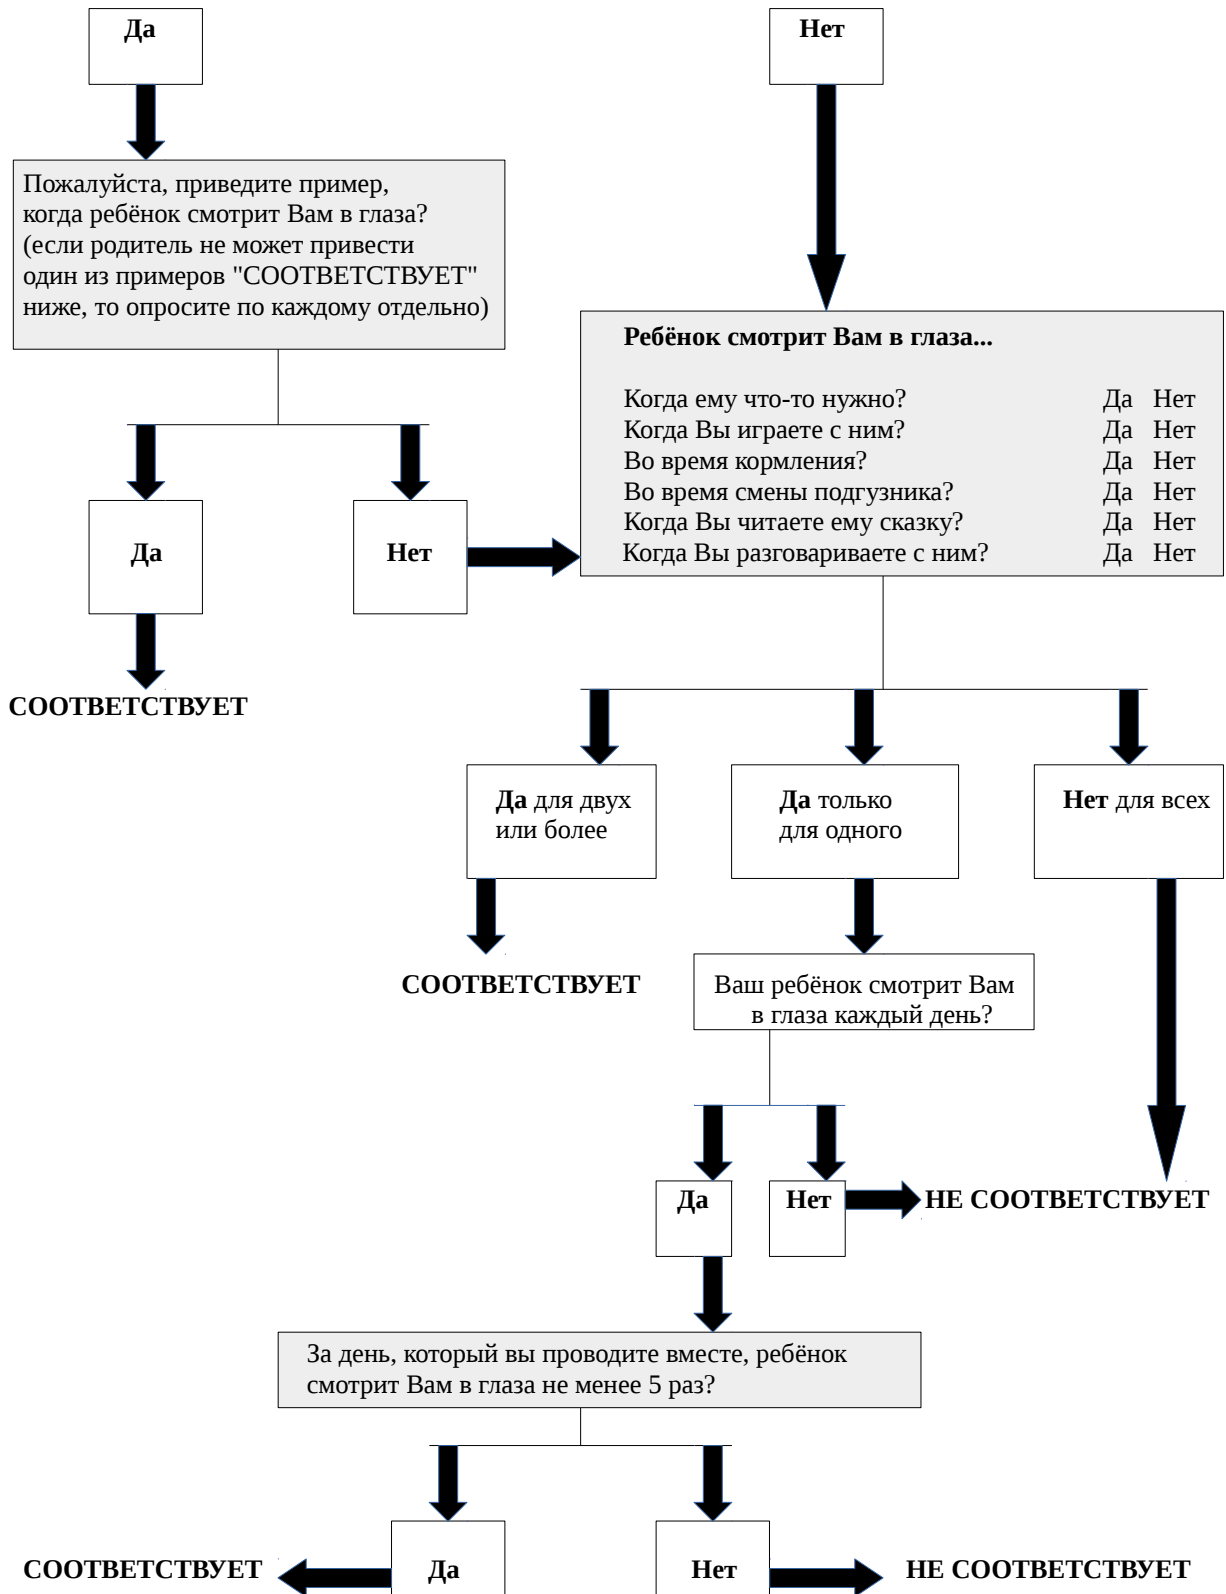 Да
Нет
Пожалуйста, приведите пример,
когда ребёнок смотрит Вам в глаза?
(если родитель не может привести
один из примеров "СООТВЕТСТВУЕТ"
ниже, то опросите по каждому отдельно)
Ребёнок смотрит Вам в глаза...
Когда ему что-то нужно? Да Нет
Когда Вы играете с ним? Да Нет
Во время кормления? Да Нет
Во время смены подгузника? Да Нет
Когда Вы читаете ему сказку? Да Нет
Когда Вы разговариваете с ним? Да Нет
Да
Нет
СООТВЕТСТВУЕТ
Да для двух
или более
Да только
для одного
Нет для всех
СООТВЕТСТВУЕТ
Ваш ребёнок смотрит Вам
в глаза каждый день?
Да
Нет
НЕ СООТВЕТСТВУЕТ
За день, который вы проводите вместе, ребёнок
смотрит Вам в глаза не менее 5 раз?
СООТВЕТСТВУЕТ
Да
Нет
НЕ СООТВЕТСТВУЕТ